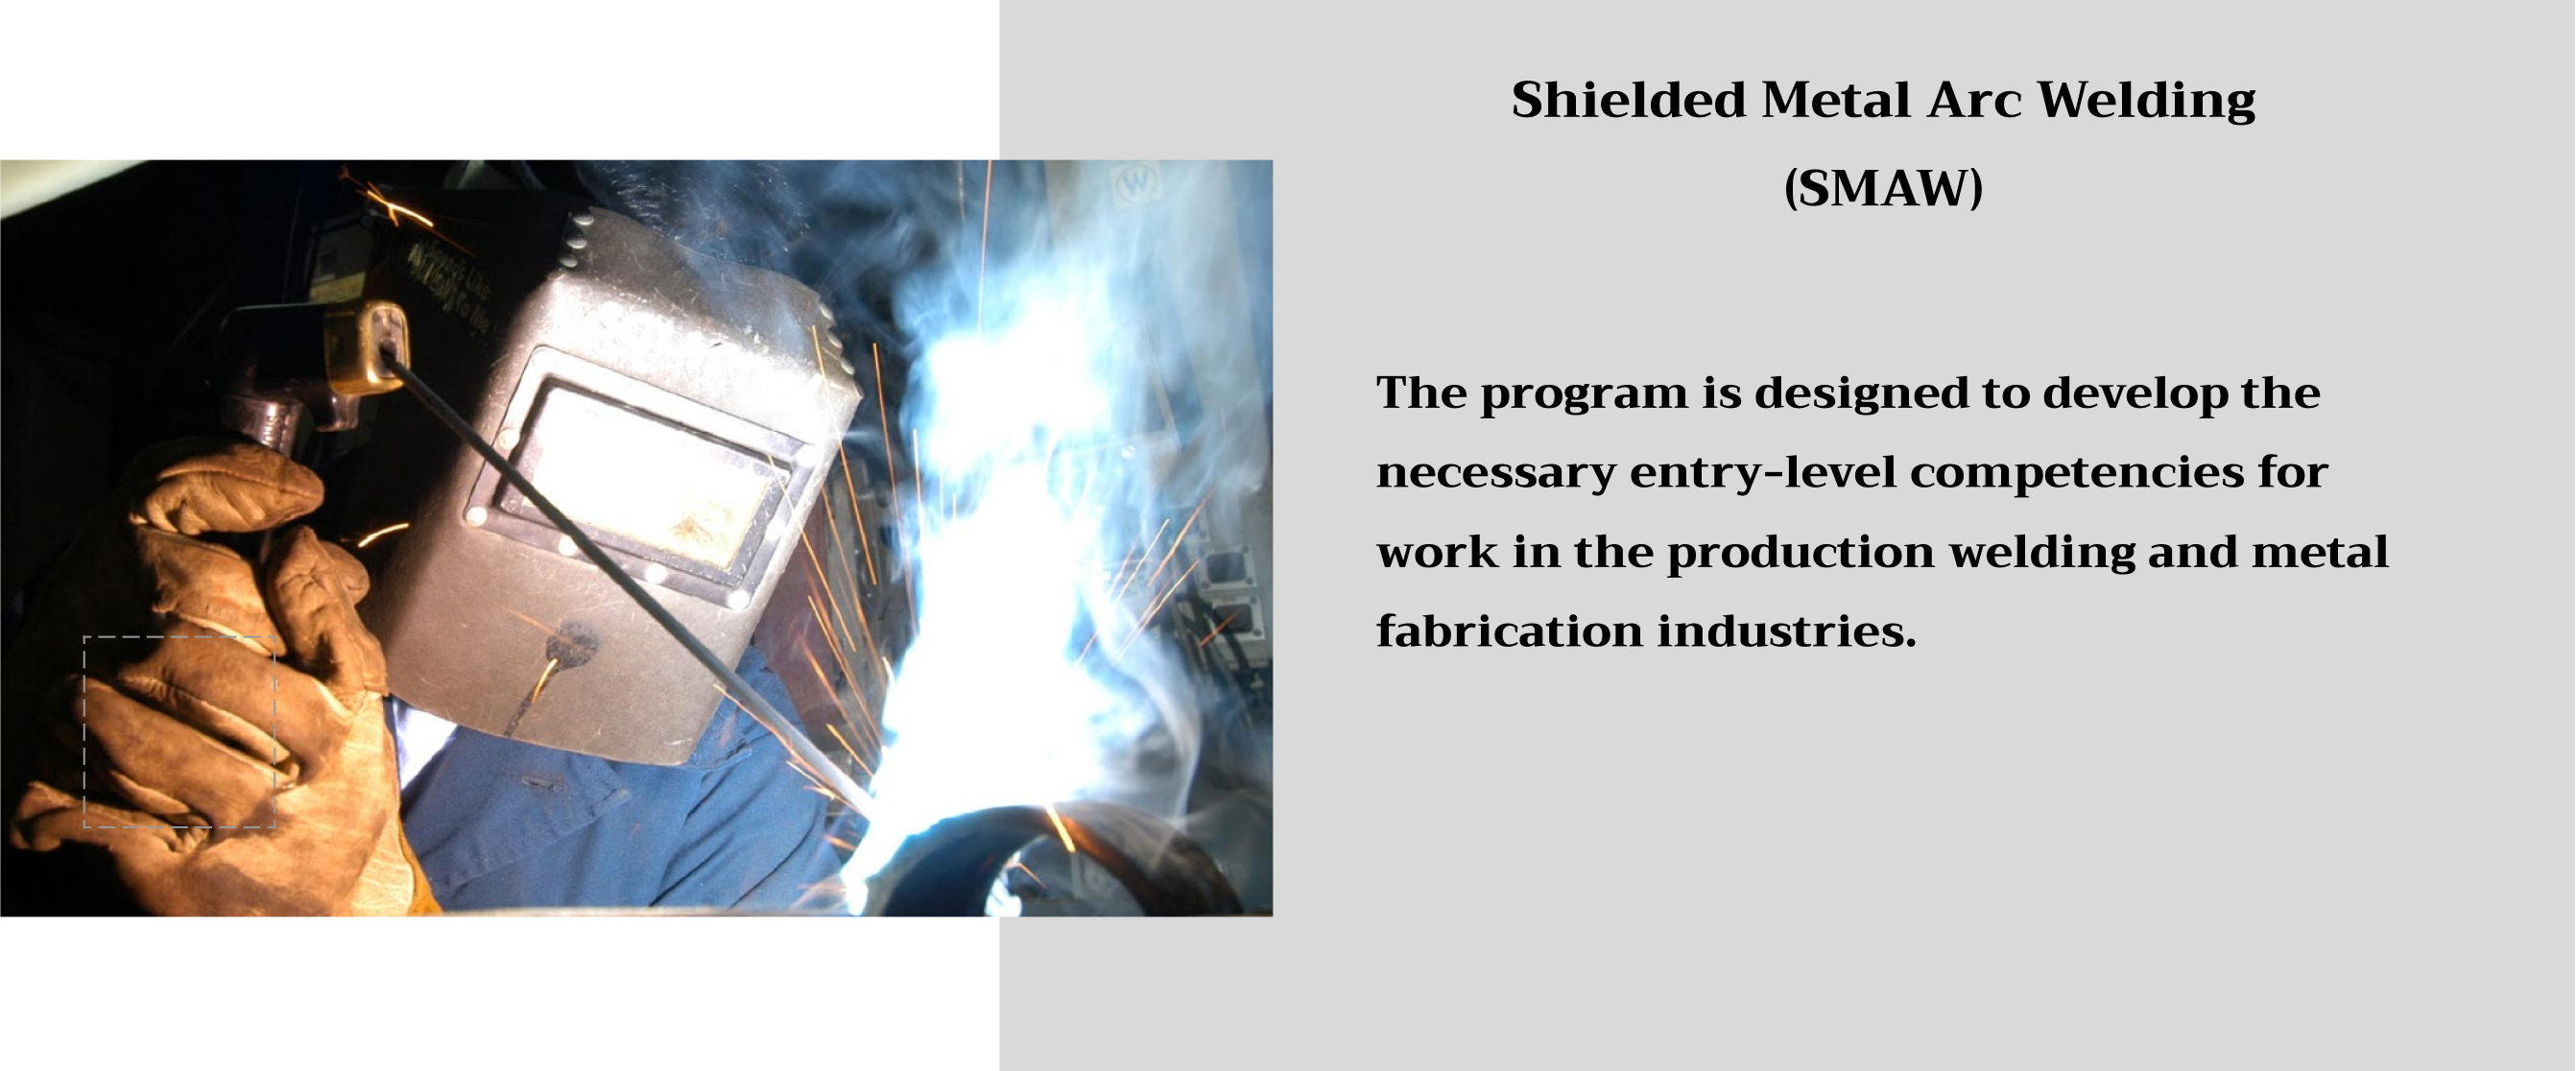 Shielded Metal Arc Welding
(SMAW)
The program is designed to develop the
necessary entry-level competencies for
work in the production welding and metal
fabrication industries.
W